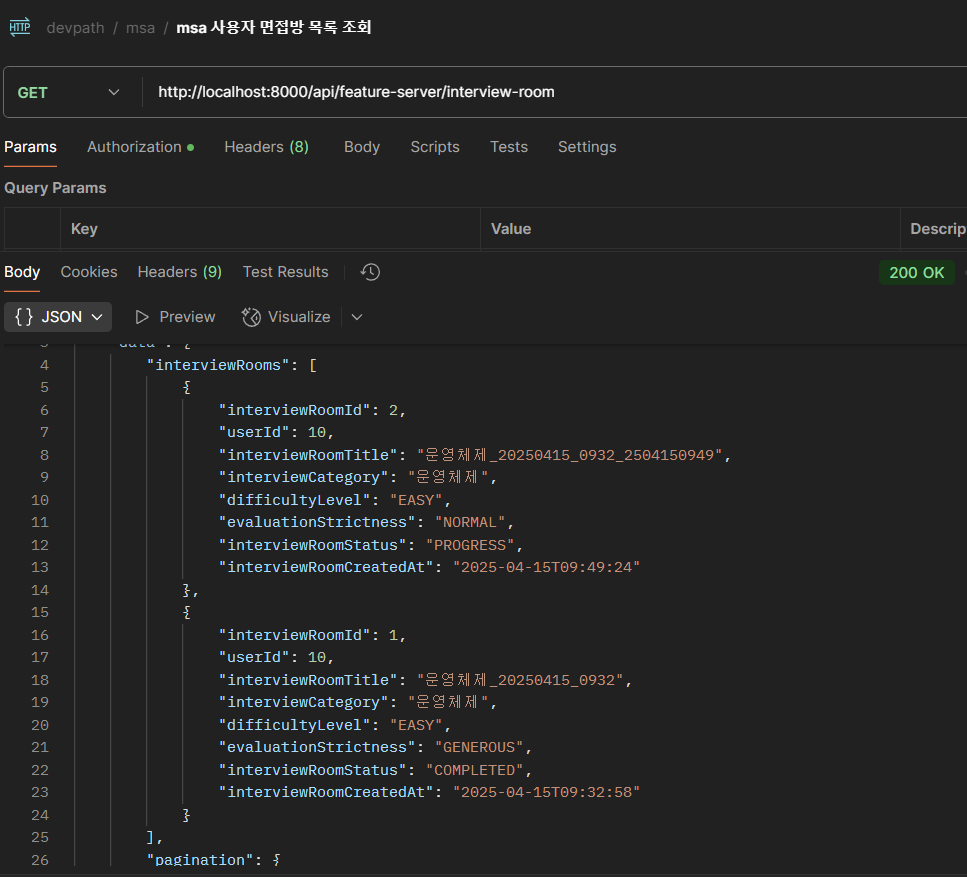 HTTP devpath / msa / msa 사용자 면접방 목록 조회
GET http://localhost:8000/api/feature-server/interview-room
Params Authorization Headers (8) Body Scripts Tests Settings
Query Params
Key Value Descrip
Body Cookies Headers (9) Test Results 200 OK
{} JSON Preview Visualize
3 "data": {
4 "interviewRooms": [
5 {
6 "interviewRoomId": 2,
7 "userId": 10,
8 "interviewRoomTitle": "운영체제_20250415_0932_2504150949",
9 "interviewCategory": "운영체제",
10 "difficultyLevel": "EASY",
11 "evaluationStrictness": "NORMAL",
12 "interviewRoomStatus": "PROGRESS",
13 "interviewRoomCreatedAt": "2025-04-15T09:49:24"
14 },
15 {
16 "interviewRoomId": 1,
17 "userId": 10,
18 "interviewRoomTitle": "운영체제_20250415_0932",
19 "interviewCategory": "운영체제",
20 "difficultyLevel": "EASY",
21 "evaluationStrictness": "GENEROUS",
22 "interviewRoomStatus": "COMPLETED",
23 "interviewRoomCreatedAt": "2025-04-15T09:32:58"
24 }
25 ],
26 "pagination": {